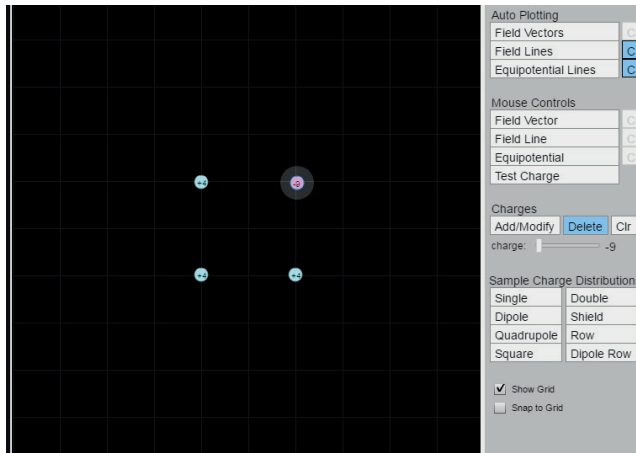 Auto Plotting
Field Vectors C
Field Lines C
Equipotential Lines C
Mouse Controls
Field Vector C
Field Line C
Equipotential C
Test Charge
Charges
Add/Modify Delete Clr
charge: -9
Sample Charge Distribution
Single Double
Dipole Shield
Quadrupole Row
Square Dipole Row
Show Grid
Snap to Grid
+4 -9
+4 +4